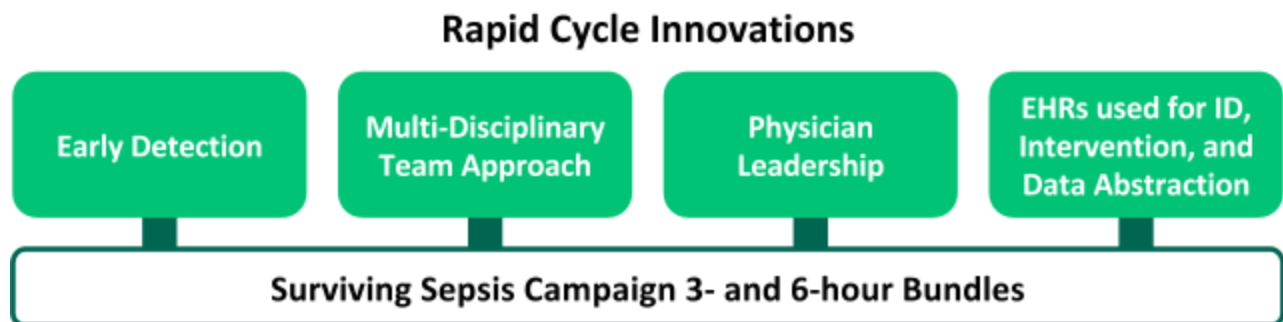 Rapid Cycle Innovations
Early Detection
Multi-Disciplinary
Team Approach
Physician
Leadership
EHRs used for ID,
Intervention, and
Data Abstraction
Surviving Sepsis Campaign 3- and 6-hour Bundles